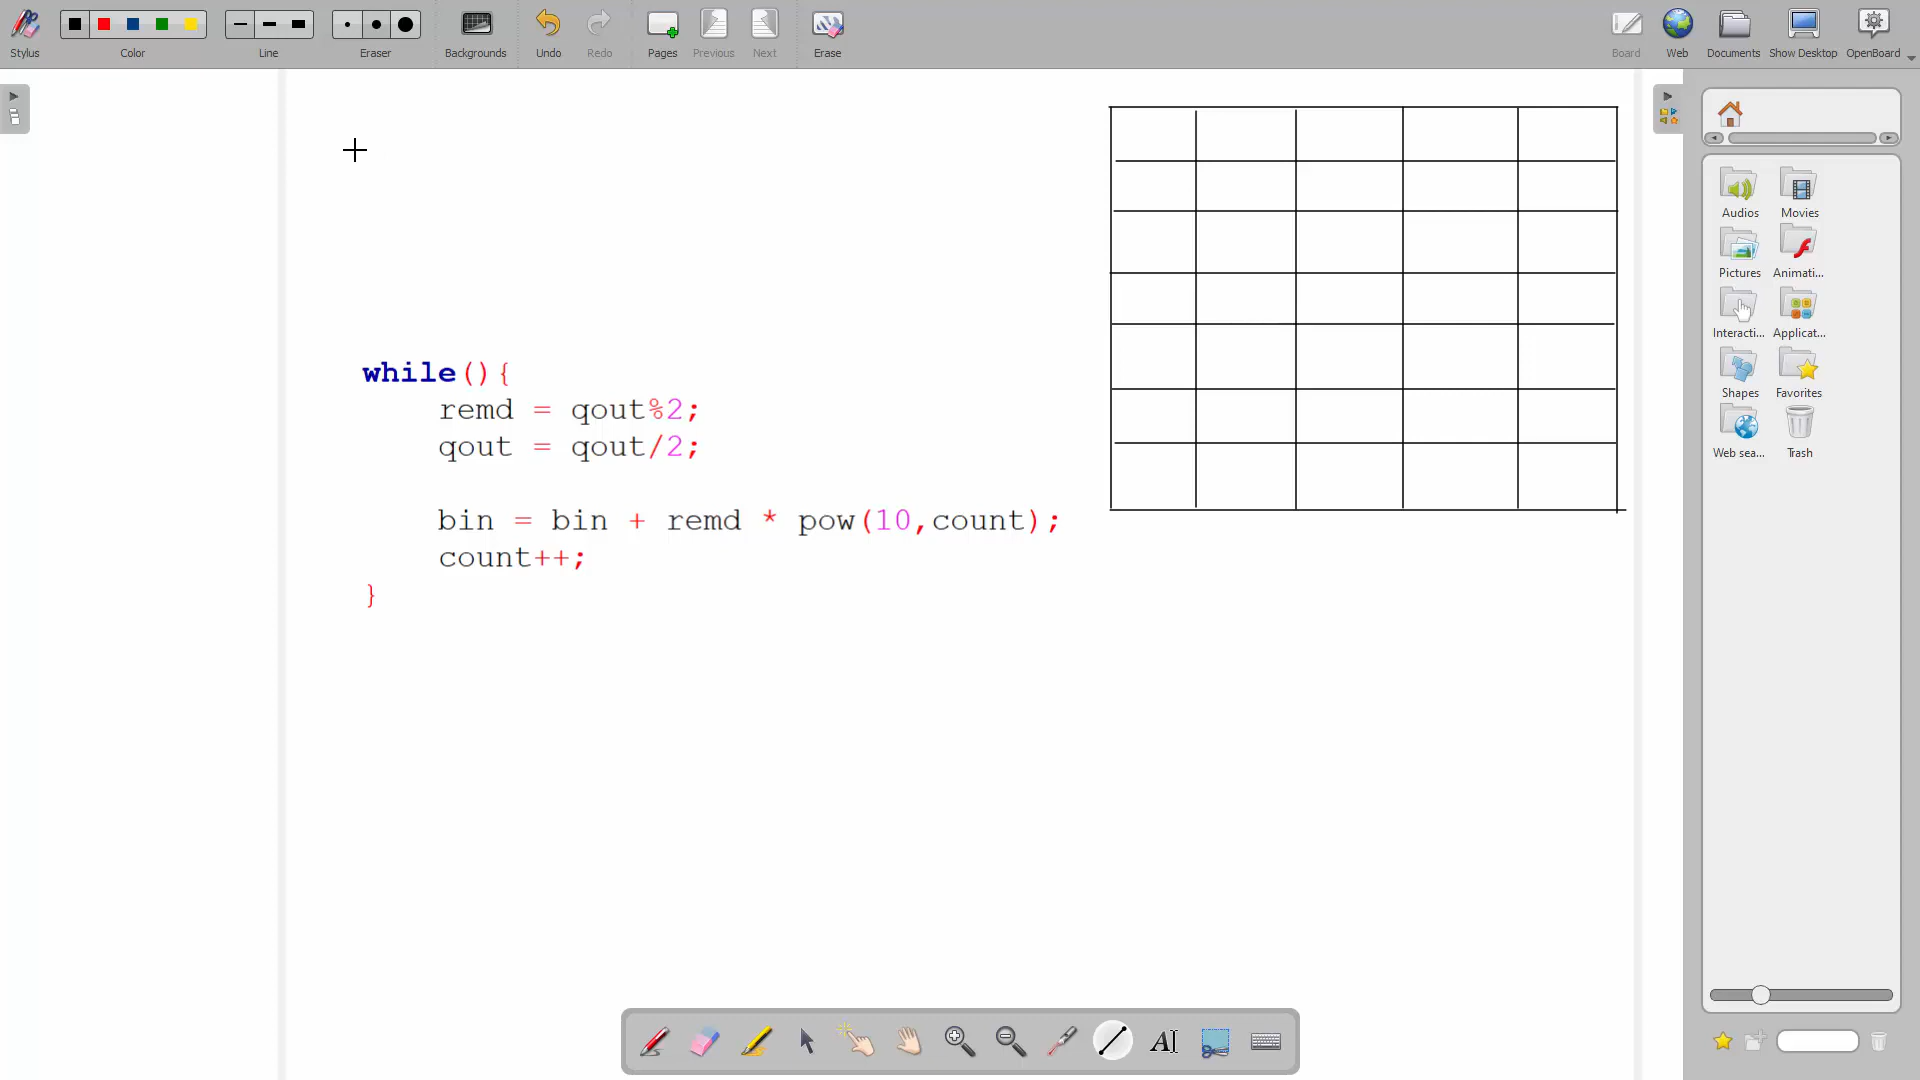 Stylus
Color
Line
Eraser
Backgrounds
Undo
Redo
Pages
Previous
Next
Erase
Board
Web
Documents
Show Desktop
OpenBoard
Audios
Movies
Pictures
Animati...
Interacti...
Applicat...
Shapes
Favorites
Web sea...
Trash
while(){
remd = qout%2;
qout = qout/2;
bin = bin + remd * pow(10,count);
count++;
}
AI